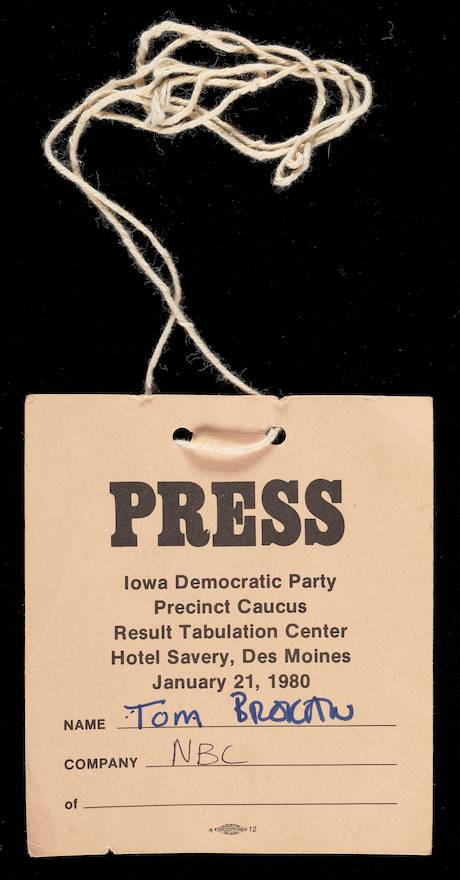 PRESS
Iowa Democratic Party
Precinct Caucus
Result Tabulation Center
Hotel Savery, Des Moines
January 21, 1980
NAME Tom BROKAW
COMPANY NBC
of
12